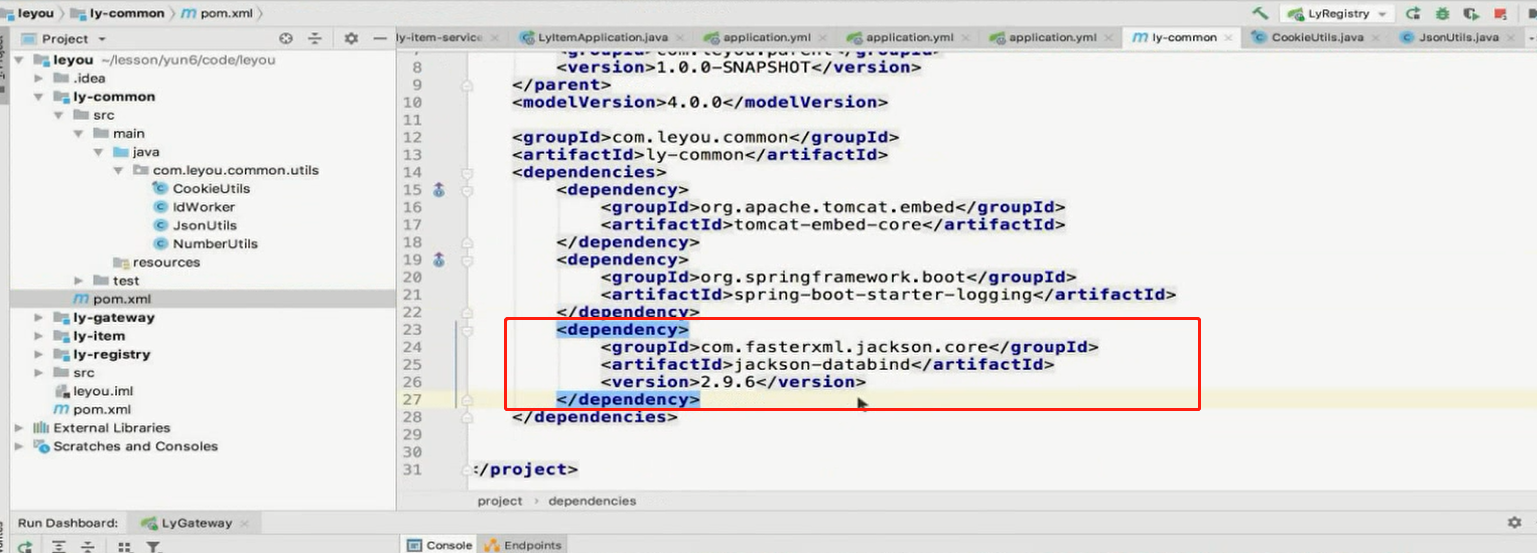 leyou ly-common pom.xml
LyRegistry
Project
ly-item-service
LyItemApplication.java
application.yml
application.yml
application.yml
ly-common
CookieUtils.java
JsonUtils.java
leyou ~/lesson/yun6/code/leyou
.idea
ly-common
src
main
java
com.leyou.common.utils
CookieUtils
IdWorker
JsonUtils
NumberUtils
resources
test
pom.xml
ly-gateway
ly-item
ly-registry
src
leyou.iml
pom.xml
External Libraries
Scratches and Consoles
7 <groupId>com.leyou.parent</groupId>
8 <version>1.0.0-SNAPSHOT</version>
9 </parent>
10 <modelVersion>4.0.0</modelVersion>
11
12 <groupId>com.leyou.common</groupId>
13 <artifactId>ly-common</artifactId>
14 <dependencies>
15 <dependency>
16 <groupId>org.apache.tomcat.embed</groupId>
17 <artifactId>tomcat-embed-core</artifactId>
18 </dependency>
19 <dependency>
20 <groupId>org.springframework.boot</groupId>
21 <artifactId>spring-boot-starter-logging</artifactId>
22 </dependency>
23 <dependency>
24 <groupId>com.fasterxml.jackson.core</groupId>
25 <artifactId>jackson-databind</artifactId>
26 <version>2.9.6</version>
27 </dependency>
28 </dependencies>
29
30
31 </project>
project › dependencies
Run Dashboard: LyGateway
Console Endpoints